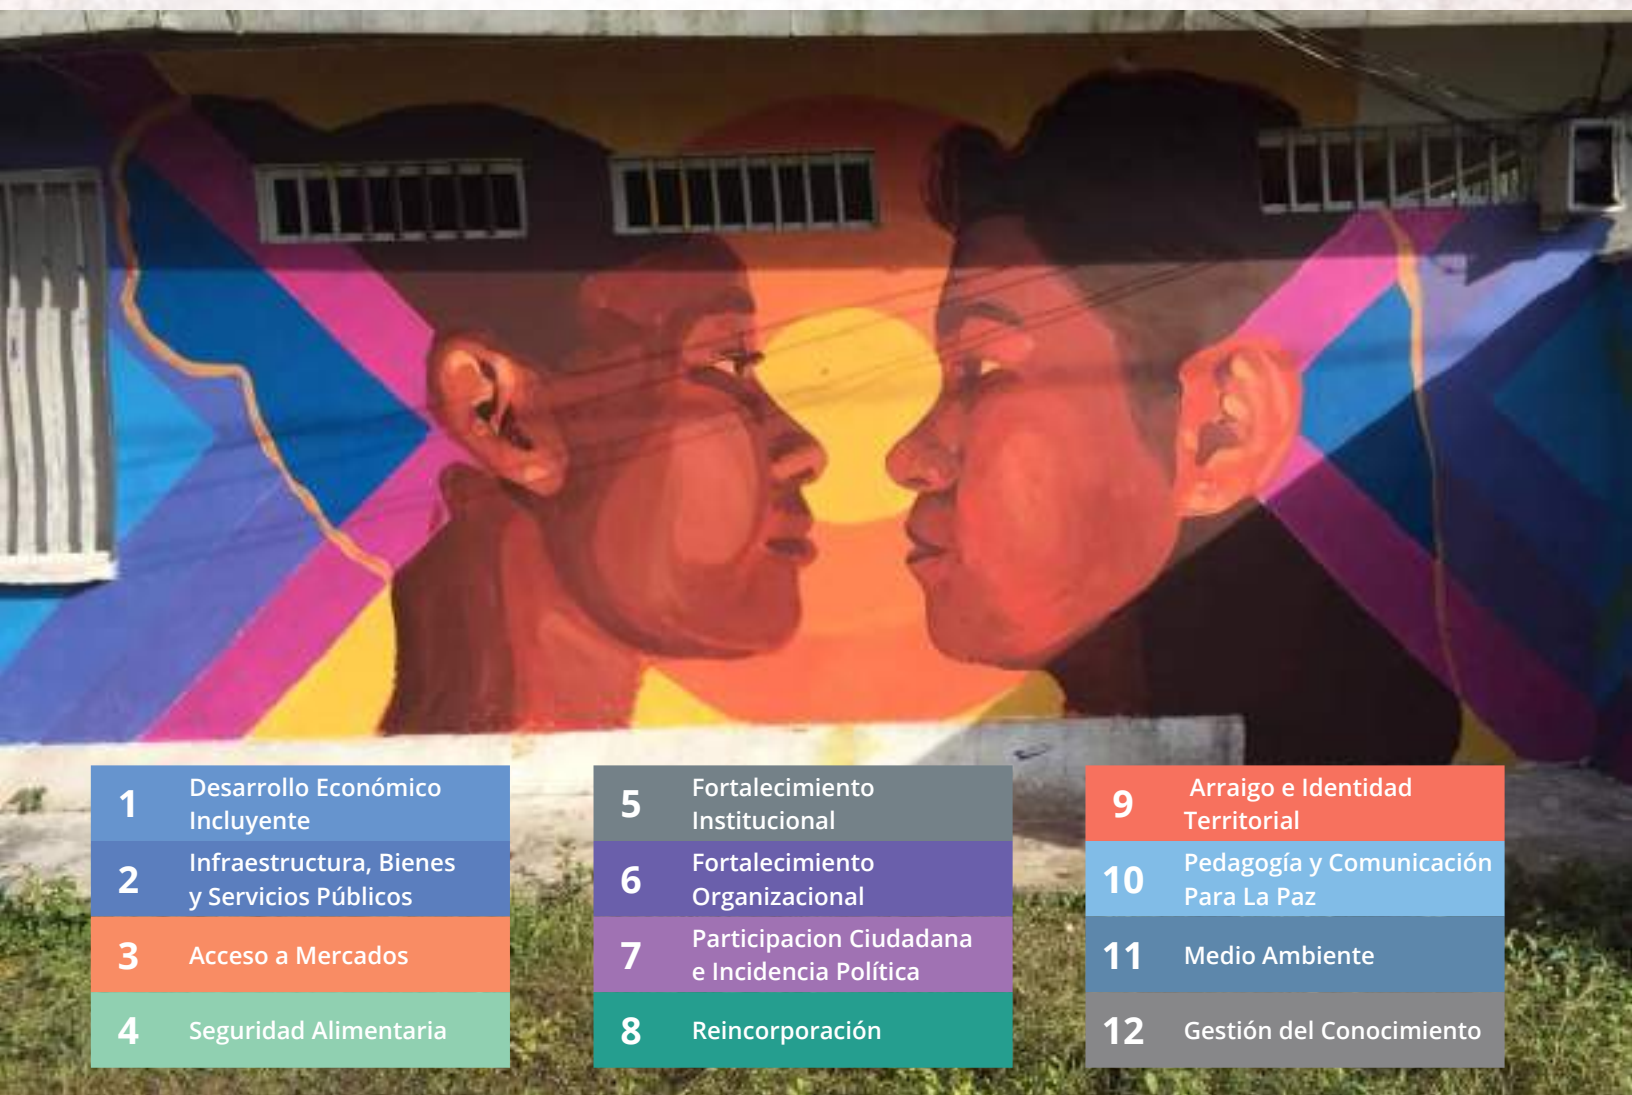 1
Desarrollo Económico
Incluyente
2
Infraestructura, Bienes
y Servicios Públicos
3
Acceso a Mercados
4
Seguridad Alimentaria
5
Fortalecimiento
Institucional
6
Fortalecimiento
Organizacional
7
Participacion Ciudadana
e Incidencia Política
8
Reincorporación
9
Arraigo e Identidad
Territorial
10
Pedagogía y Comunicación
Para La Paz
11
Medio Ambiente
12
Gestión del Conocimiento